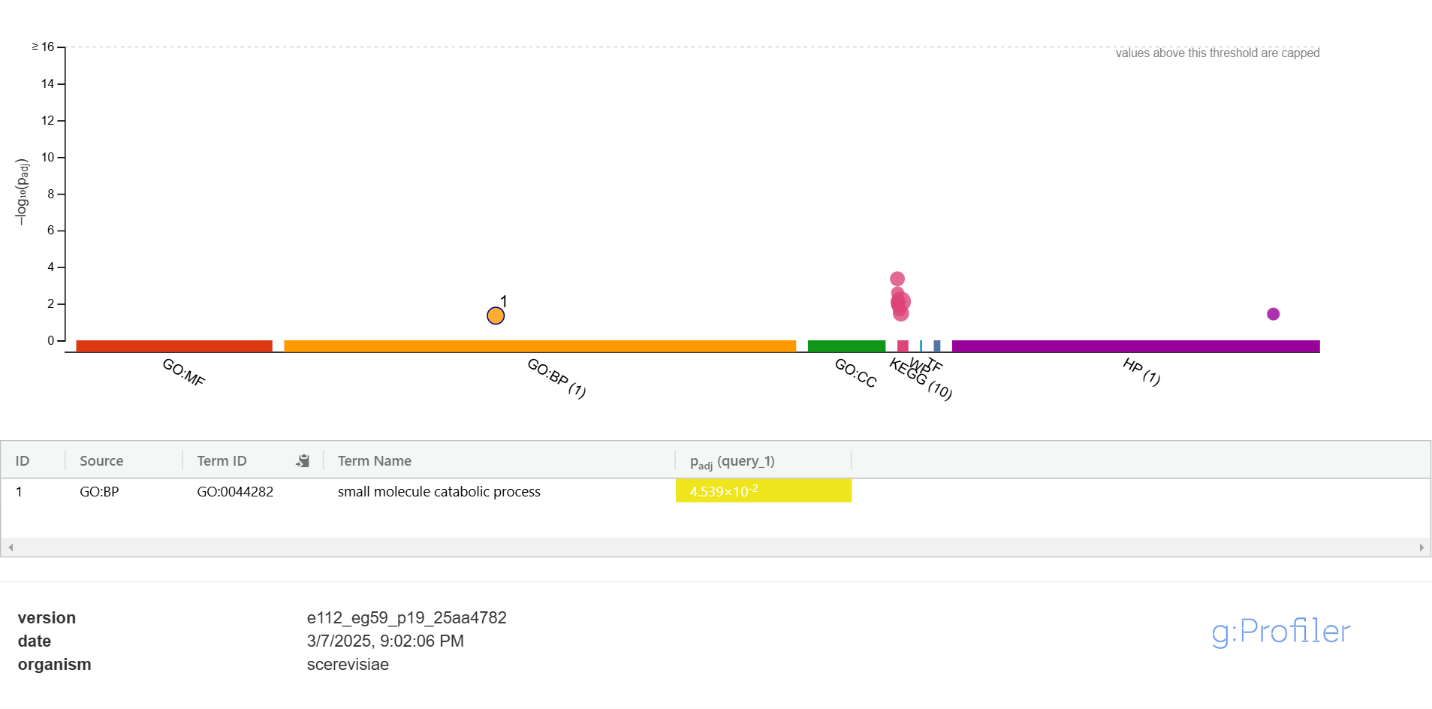 ≥ 16
values above this threshold are capped
14
12
10
8
6
4
2
0
–log₁₀(padj)
1
GO:MF
GO:BP (1)
GO:CC
KEGG (10)
WP
TF
HP (1)
ID Source Term ID Term Name padj (query_1)
1 GO:BP GO:0044282 small molecule catabolic process 4.539×10⁻²
version e112_eg59_p19_25aa4782
date 3/7/2025, 9:02:06 PM
organism scerevisiae
g:Profiler